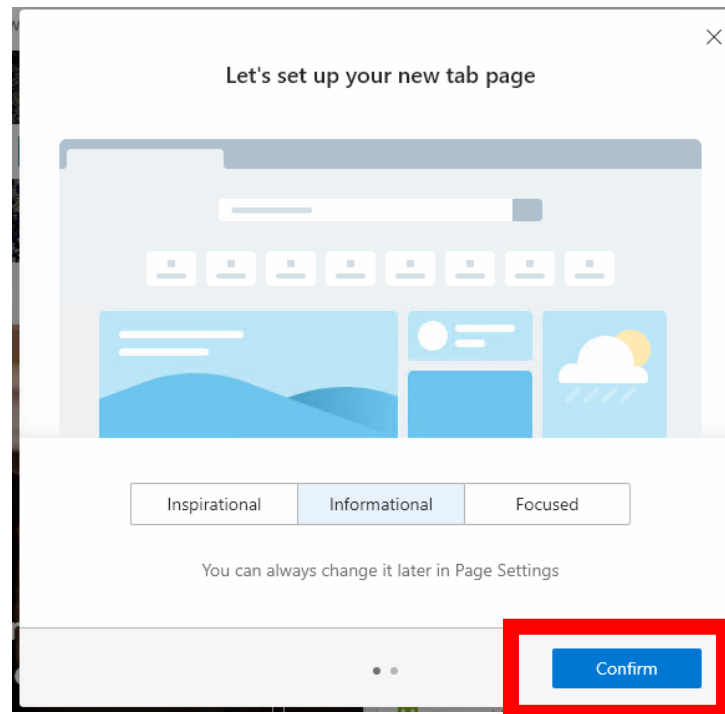 Let's set up your new tab page
Inspirational Informational Focused
You can always change it later in Page Settings
Confirm